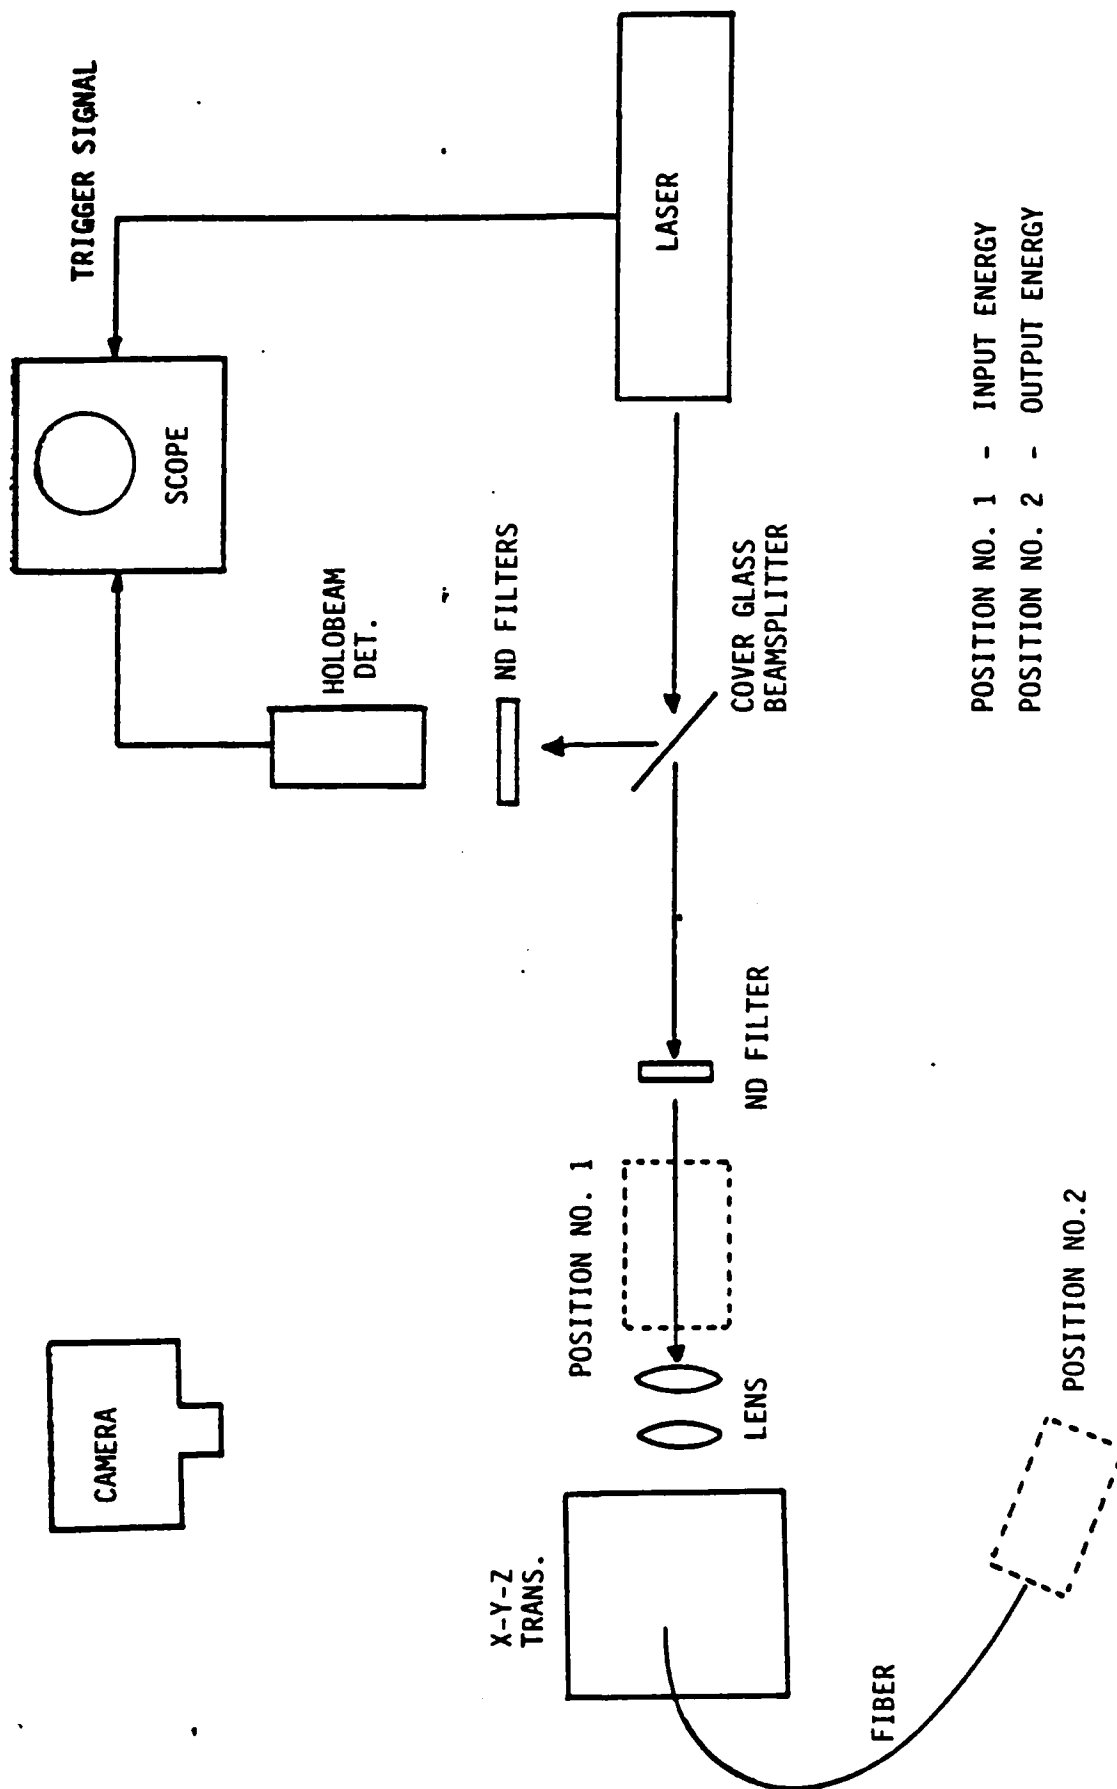 TRIGGER SIGNAL
SCOPE
LASER
HOLOBEAM
DET.
ND FILTERS
COVER GLASS
BEAMSPLITTER
CAMERA
POSITION NO. 1
ND FILTER
X-Y-Z
TRANS.
LENS
FIBER
POSITION NO.2
POSITION NO. 1 - INPUT ENERGY
POSITION NO. 2 - OUTPUT ENERGY